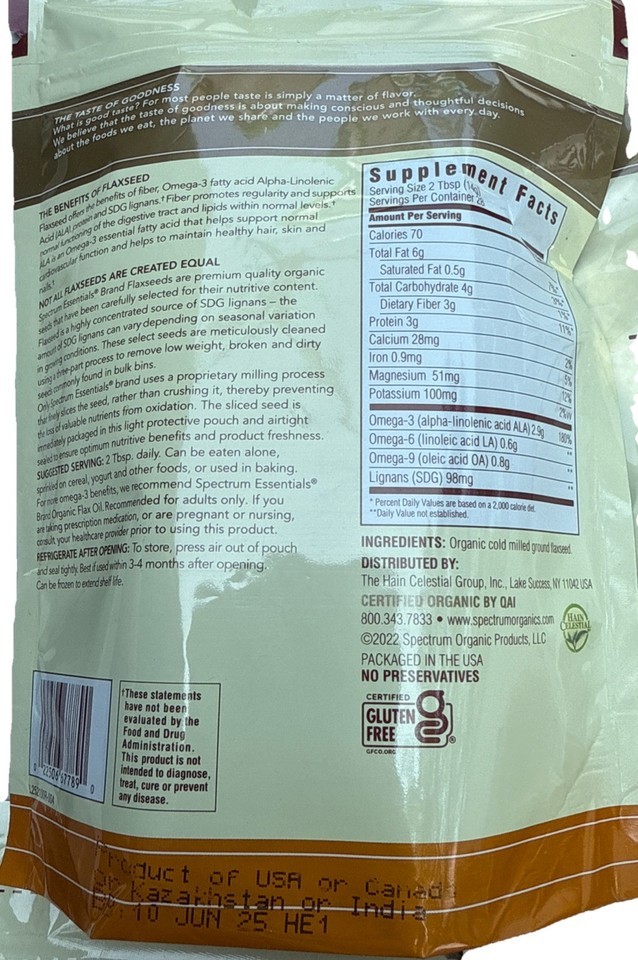 THE TASTE OF GOODNESS
What is good taste? For most people taste is simply a matter of flavor.
We believe that the taste of goodness is about making conscious and thoughtful decisions
about the foods we eat, the planet we share and the people we work with every day.
THE BENEFITS OF FLAXSEED
Flaxseed offers the benefits of fiber, Omega-3 fatty acid Alpha-Linolenic
Acid (ALA), protein and SDG lignans.† Fiber promotes regularity and supports
normal functioning of the digestive tract and lipids within normal levels.†
ALA is an Omega-3 essential fatty acid that helps support normal
cardiovascular function and helps to maintain healthy hair, skin and
nails.†
NOT ALL FLAXSEEDS ARE CREATED EQUAL
Spectrum Essentials® Brand Flaxseeds are premium quality organic
seeds that have been carefully selected for their nutritive content.
Flaxseed is a highly concentrated source of SDG lignans – the
amount of SDG lignans can vary depending on seasonal variation
in growing conditions. These select seeds are meticulously cleaned
using a three-part process to remove low weight, broken and dirty
seeds commonly found in bulk bins.
Only Spectrum Essentials® brand uses a proprietary milling process
that finely slices the seed, rather than crushing it, thereby preventing
the loss of valuable nutrients from oxidation. The sliced seed is
immediately packaged in this light protective pouch and airtight
sealed to ensure optimum nutritive benefits and product freshness.
SUGGESTED SERVING: 2 Tbsp. daily. Can be eaten alone,
sprinkled on cereal, yogurt and other foods, or used in baking.
For more omega-3 benefits, we recommend Spectrum Essentials®
Brand Organic Flax Oil. Recommended for adults only. If you
are taking prescription medication, or are pregnant or nursing,
consult your healthcare provider prior to using this product.
REFRIGERATE AFTER OPENING: To store, press air out of pouch
and seal tightly. Best if used within 3-4 months after opening.
Can be frozen to extend shelf life.
Supplement Facts
Serving Size 2 Tbsp (14g)
Servings Per Container
Amount Per Serving
Calories 70
Total Fat 6g
Saturated Fat 0.5g
Total Carbohydrate 4g
Dietary Fiber 3g 11%*
Protein 3g
Calcium 28mg 2%
Iron 0.9mg 5%
Magnesium 51mg 12%
Potassium 100mg 2%
Omega-3 (alpha-linolenic acid ALA) 2.9g 180%
Omega-6 (linoleic acid LA) 0.6g **
Omega-9 (oleic acid OA) 0.8g **
Lignans (SDG) 98mg **
* Percent Daily Values are based on a 2,000 calorie diet.
**Daily Value not established.
INGREDIENTS: Organic cold milled ground flaxseed.
DISTRIBUTED BY:
The Hain Celestial Group, Inc., Lake Success, NY 11042 USA
CERTIFIED ORGANIC BY QAI
800.343.7833 • www.spectrumorganics.com
©2022 Spectrum Organic Products, LLC
HAIN
CELESTIAL
PACKAGED IN THE USA
NO PRESERVATIVES
CERTIFIED
GLUTEN
FREE
®
GFCO.ORG
†These statements
have not been
evaluated by the
Food and Drug
Administration.
This product is not
intended to diagnose,
treat, cure or prevent
any disease.
22506 67789 0
Product of USA or Canada
Or Kazakhstan or India
BB: 10 JUN 25 HE1